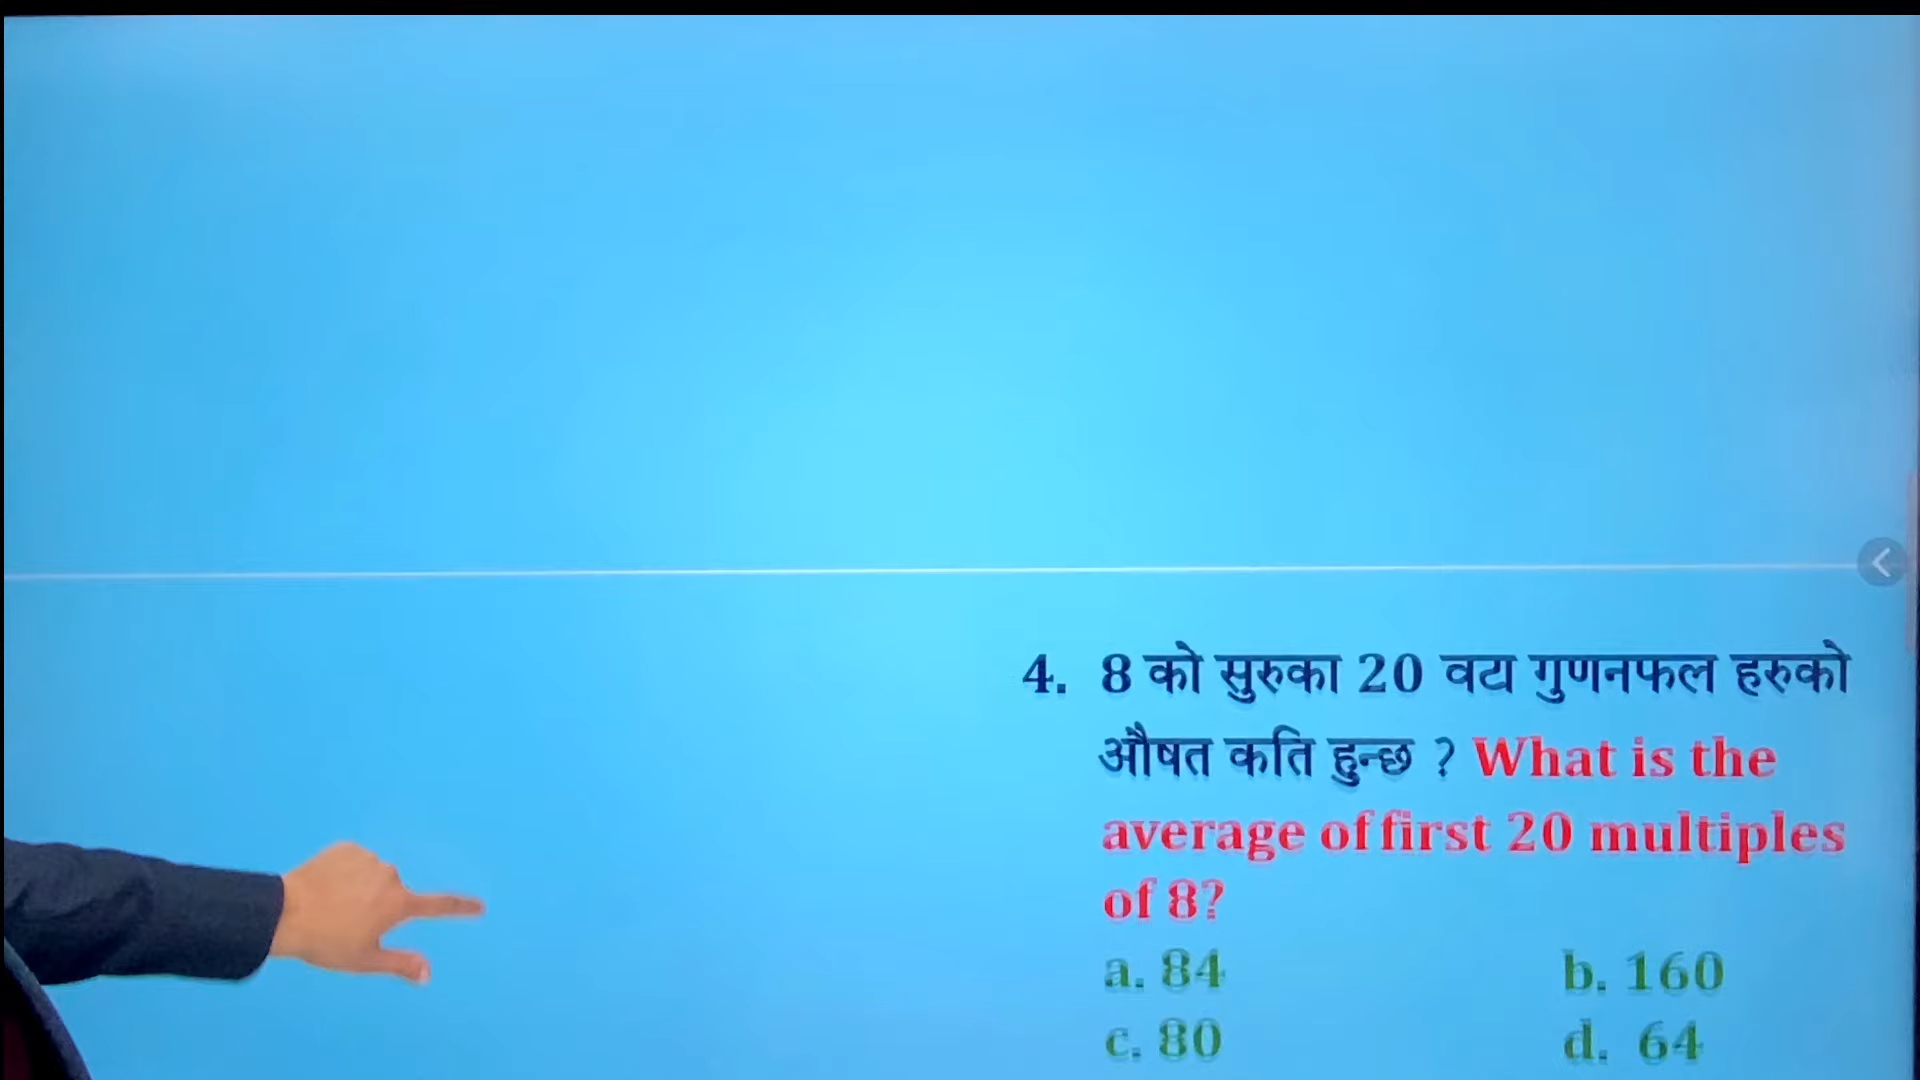 4. 8 को सुरुका 20 वटा गुणनफल हरुको
औषत कति हुन्छ ? What is the
average of first 20 multiples
of 8?
a. 84 b. 160
c. 80 d. 64